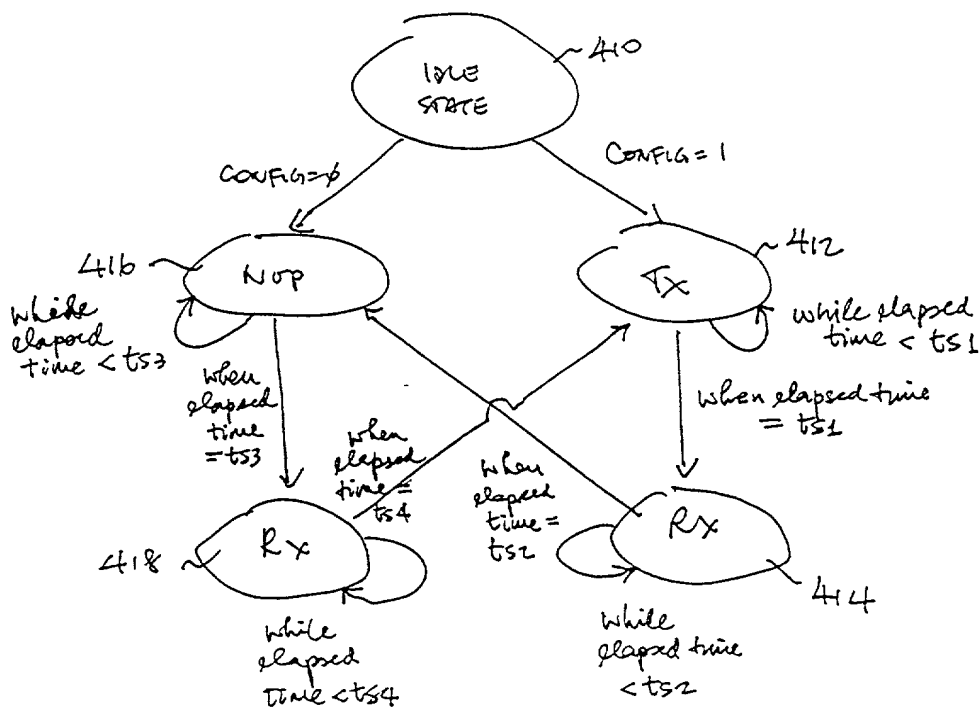 IDLE
STATE
410
CONFIG=0
CONFIG=1
416
NOP
412
TX
while
elapsed
time < ts3
while elapsed
time < ts1
when
elapsed
time
=ts3
when
elapsed
time =
ts4
when
elapsed
time =
ts2
when elapsed time
= ts1
418
RX
RX
414
while
elapsed
Time < ts4
while
elapsed time
< ts2